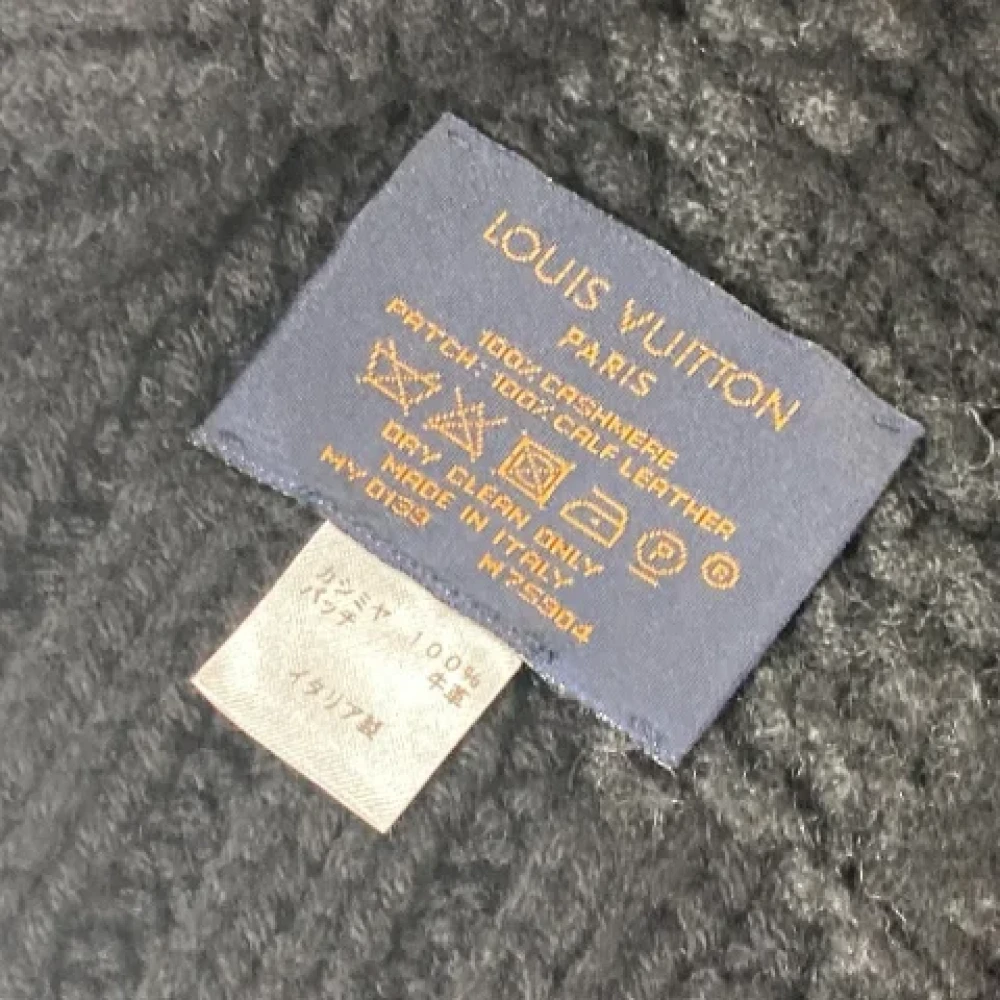 LOUIS VUITTON
PARIS
100% CASHMERE
PATCH: 100% CALF LEATHER
P ®
DRY CLEAN ONLY
MADE IN ITALY
MY 0139 M75904
カシミヤ 100%
パッチ 牛革
イタリア製